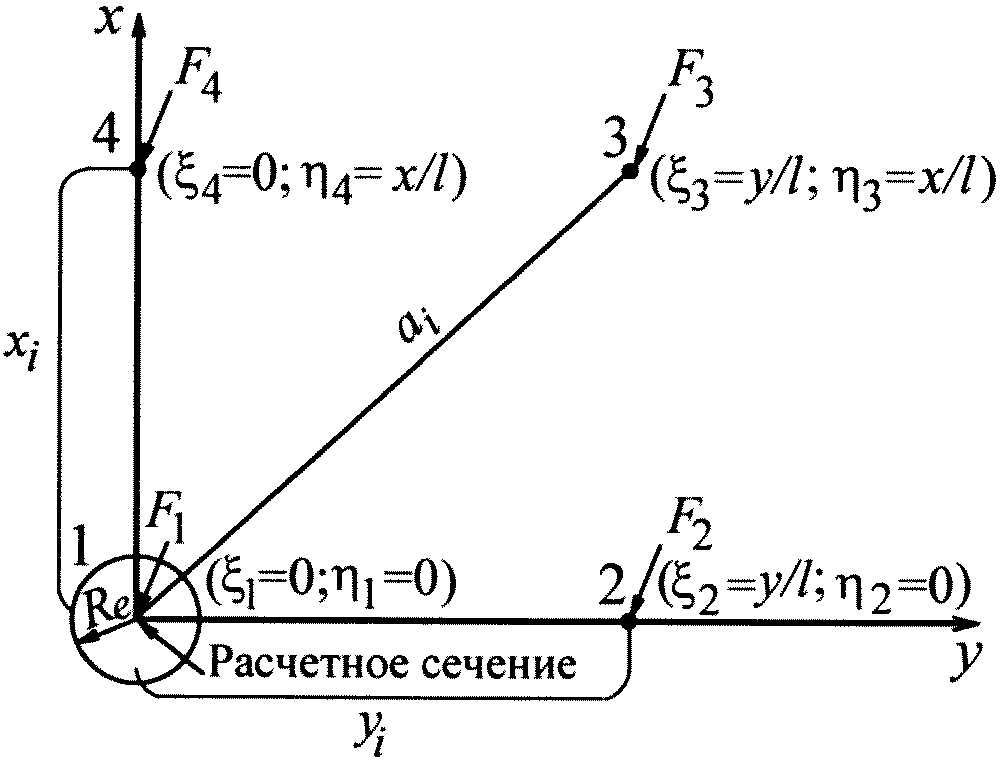 x
F₄
4
(ξ₄=0; η₄= x/l)
F₃
3
(ξ₃=y/l; η₃=x/l)
xᵢ
aᵢ
F₁
1
(ξ₁=0;η₁=0)
Re
F₂
2
(ξ₂=y/l; η₂=0)
Расчетное сечение
y
yᵢ